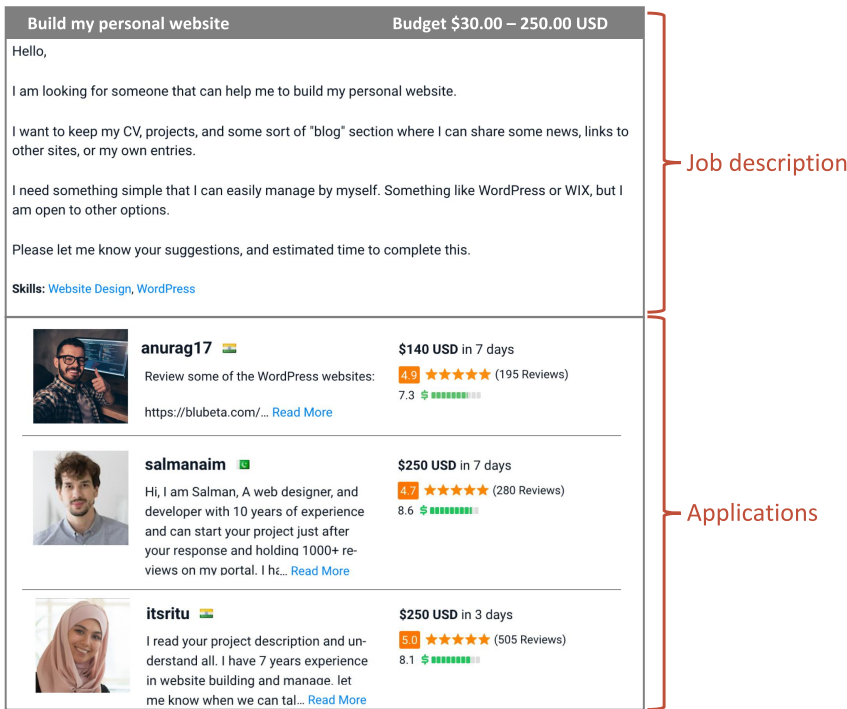 Build my personal website Budget $30.00 – 250.00 USD
Hello,
I am looking for someone that can help me to build my personal website.
I want to keep my CV, projects, and some sort of "blog" section where I can share some news, links to
other sites, or my own entries.
I need something simple that I can easily manage by myself. Something like WordPress or WIX, but I
am open to other options.
Please let me know your suggestions, and estimated time to complete this.
Skills: Website Design, WordPress
Job description
anurag17 $140 USD in 7 days
Review some of the WordPress websites: 4.9 (195 Reviews)
7.3 $
https://blubeta.com/... Read More
salmanaim $250 USD in 7 days
Hi, I am Salman, A web designer, and 4.7 (280 Reviews)
developer with 10 years of experience 8.6 $
and can start your project just after
your response and holding 1000+ re-
views on my portal. I ha... Read More
Applications
itsritu $250 USD in 3 days
I read your project description and un- 5.0 (505 Reviews)
derstand all. I have 7 years experience 8.1 $
in website building and manage. let
me know when we can tal... Read More